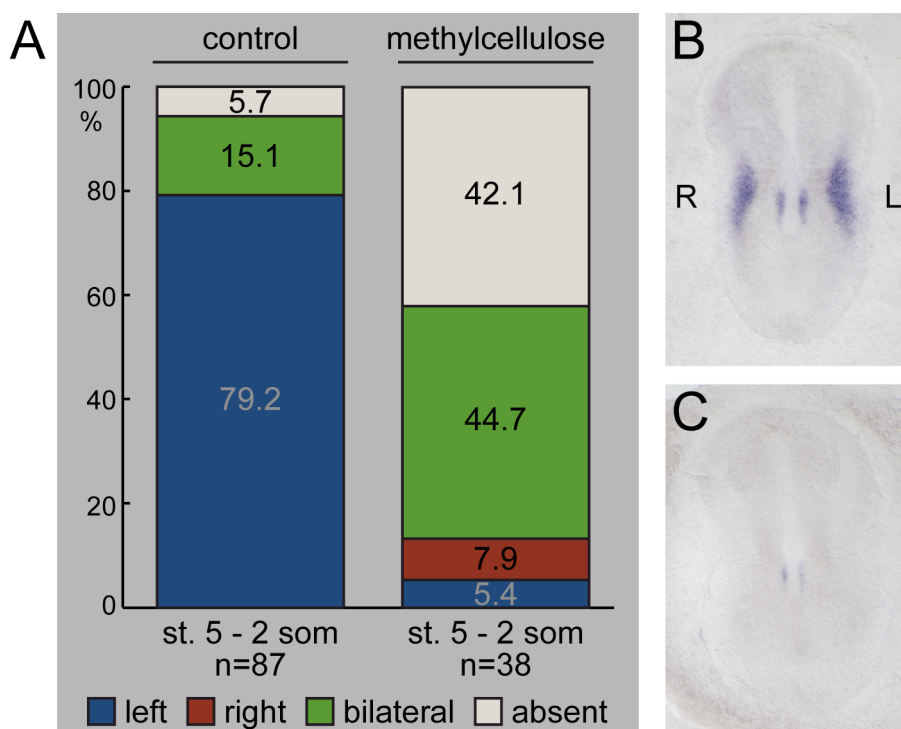 A
control methylcellulose
100
%
80
60
40
20
0
5.7
15.1
79.2
42.1
44.7
7.9
5.4
st. 5 - 2 som st. 5 - 2 som
n=87 n=38
left right bilateral absent
B
R L
C